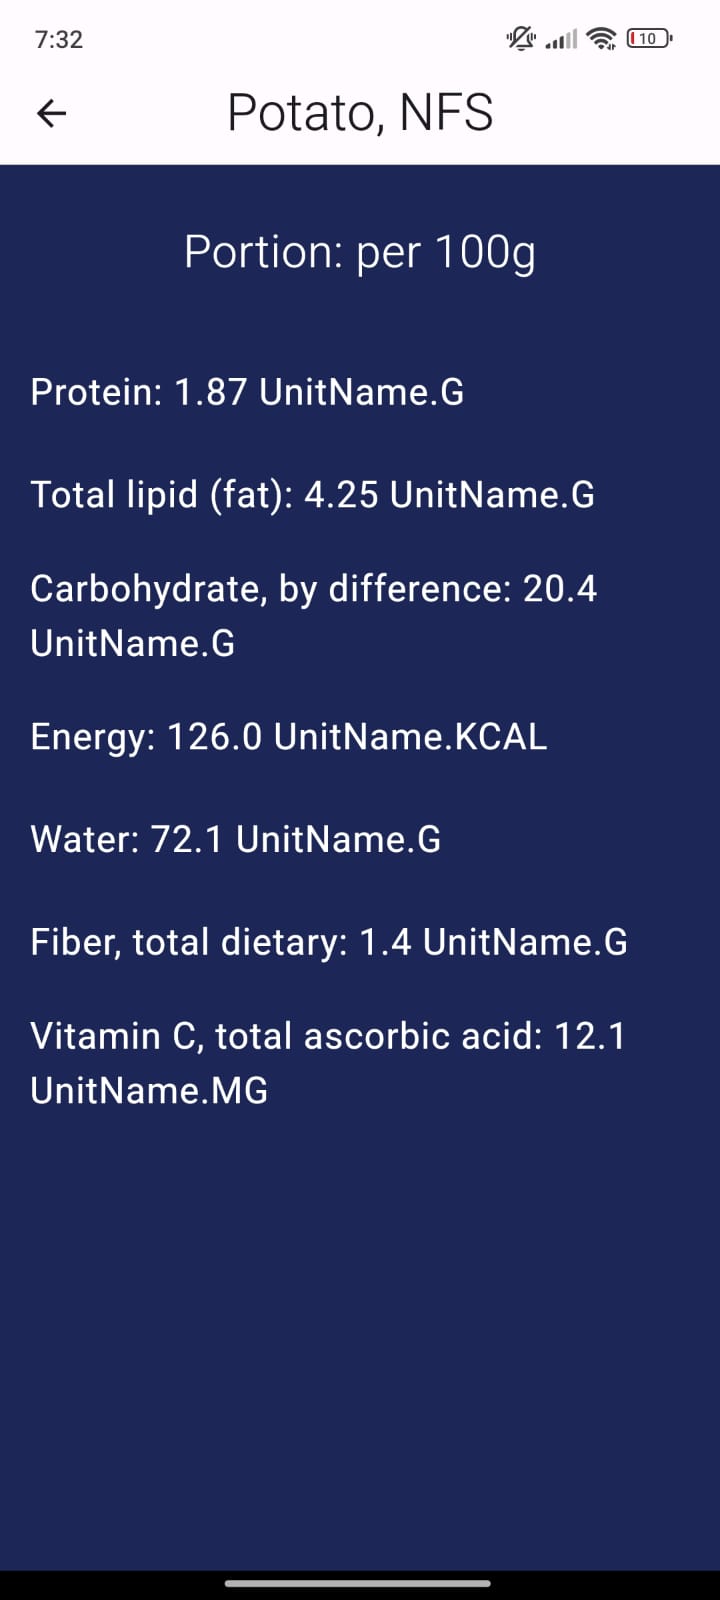 7:32
10
Potato, NFS
Portion: per 100g
Protein: 1.87 UnitName.G
Total lipid (fat): 4.25 UnitName.G
Carbohydrate, by difference: 20.4
UnitName.G
Energy: 126.0 UnitName.KCAL
Water: 72.1 UnitName.G
Fiber, total dietary: 1.4 UnitName.G
Vitamin C, total ascorbic acid: 12.1
UnitName.MG